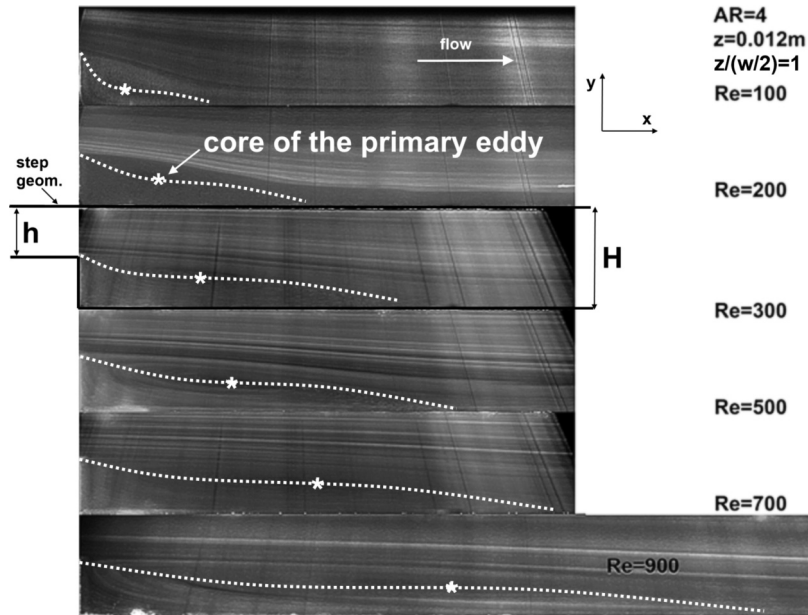 AR=4
z=0.012m
z/(w/2)=1
Re=100
flow
y
x
core of the primary eddy
Re=200
step
geom.
h
H
Re=300
Re=500
Re=700
Re=900